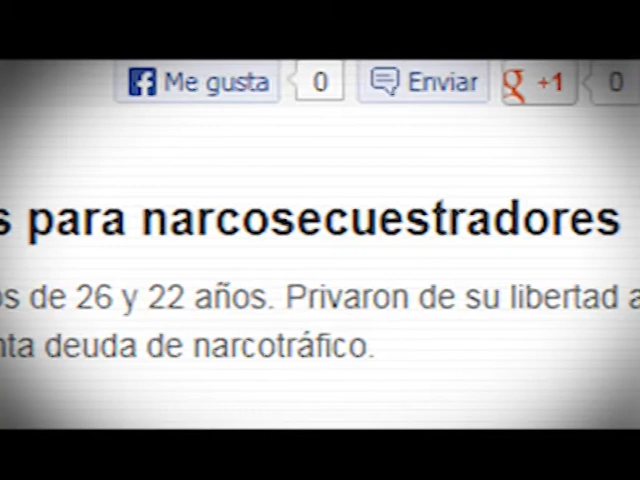 Me gusta 0 Enviar +1 0
s para narcosecuestradores
os de 26 y 22 años. Privaron de su libertad a
nta deuda de narcotráfico.